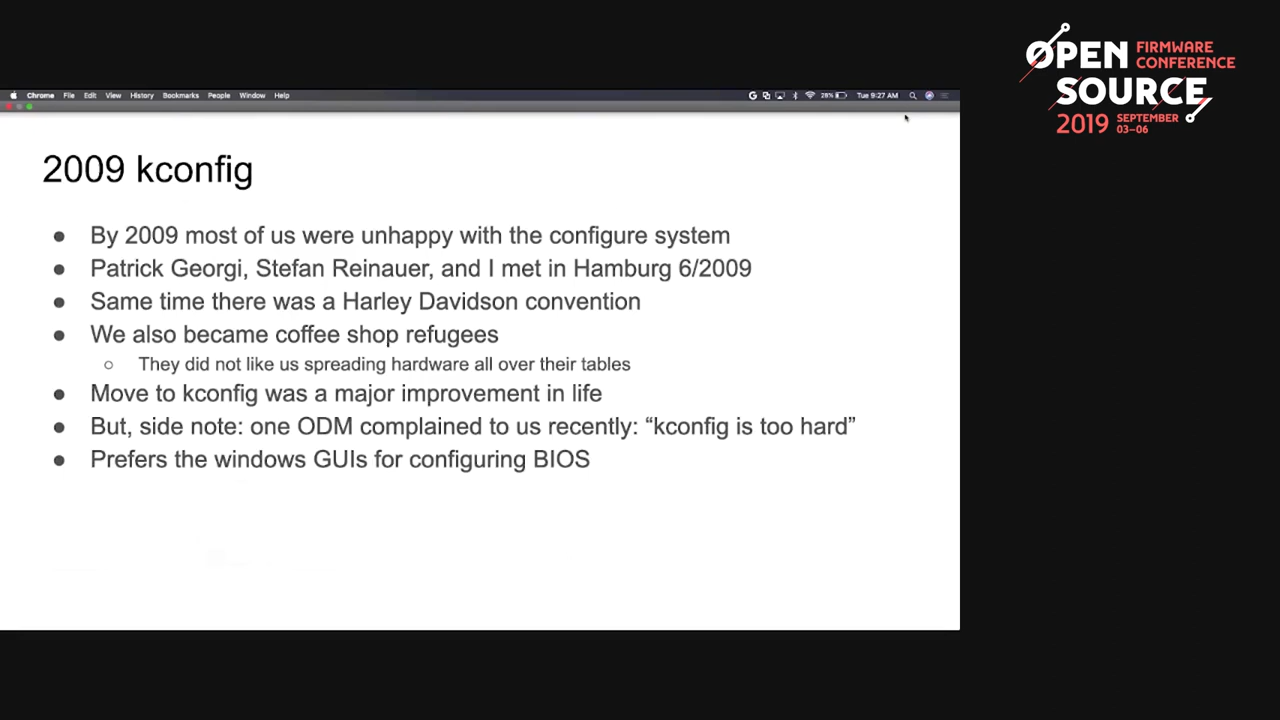 OPEN FIRMWARE CONFERENCE
SOURCE
2019 SEPTEMBER 03–06
Chrome File Edit View History Bookmarks People Window Help
28% Tue 9:27 AM
2009 kconfig
● By 2009 most of us were unhappy with the configure system
● Patrick Georgi, Stefan Reinauer, and I met in Hamburg 6/2009
● Same time there was a Harley Davidson convention
● We also became coffee shop refugees
○ They did not like us spreading hardware all over their tables
● Move to kconfig was a major improvement in life
● But, side note: one ODM complained to us recently: “kconfig is too hard”
● Prefers the windows GUIs for configuring BIOS